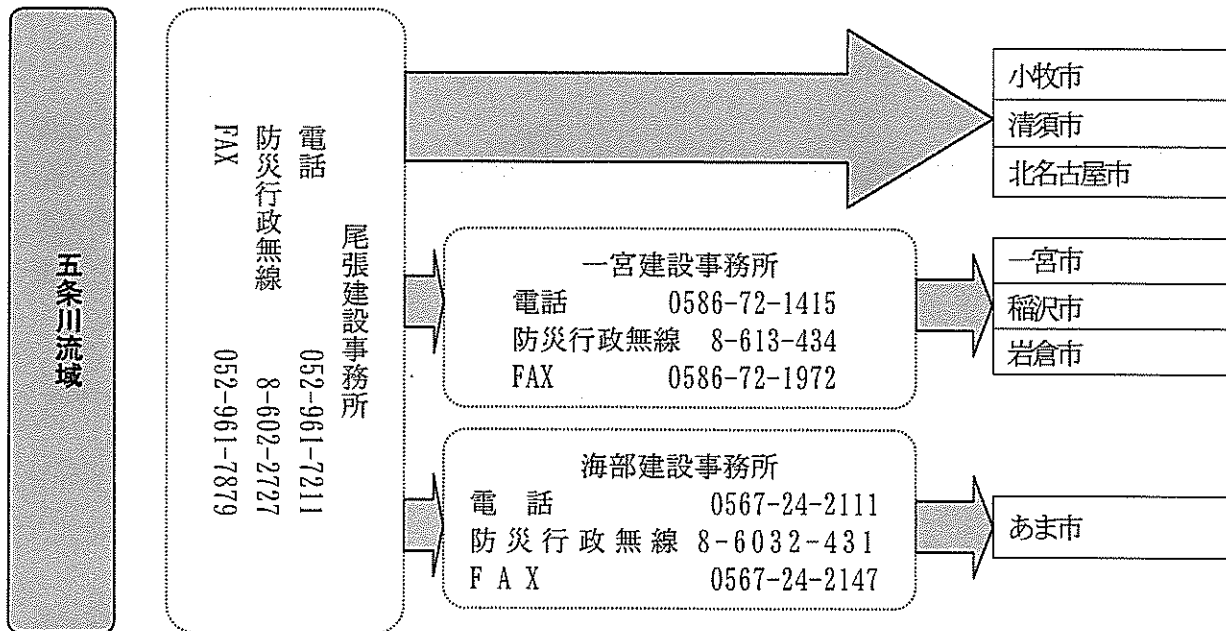 五条川流域
尾張建設事務所
電話 052-961-7211
防災行政無線 8-602-2727
FAX 052-961-7879
小牧市
清須市
北名古屋市
一宮建設事務所
電話 0586-72-1415
防災行政無線 8-613-434
FAX 0586-72-1972
一宮市
稲沢市
岩倉市
海部建設事務所
電 話 0567-24-2111
防災行政無線 8-6032-431
F A X 0567-24-2147
あま市